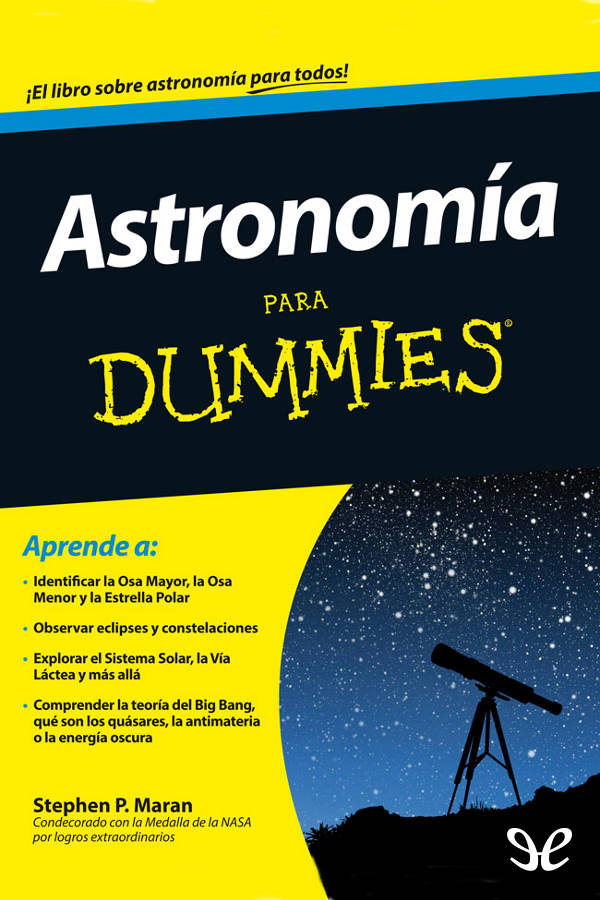 ¡El libro sobre astronomía para todos!
Astronomía
PARA
DUMMIES®
Aprende a:
• Identificar la Osa Mayor, la Osa
Menor y la Estrella Polar
• Observar eclipses y constelaciones
• Explorar el Sistema Solar, la Vía
Láctea y más allá
• Comprender la teoría del Big Bang,
qué son los quásares, la antimateria
o la energía oscura
Stephen P. Maran
Condecorado con la Medalla de la NASA
por logros extraordinarios